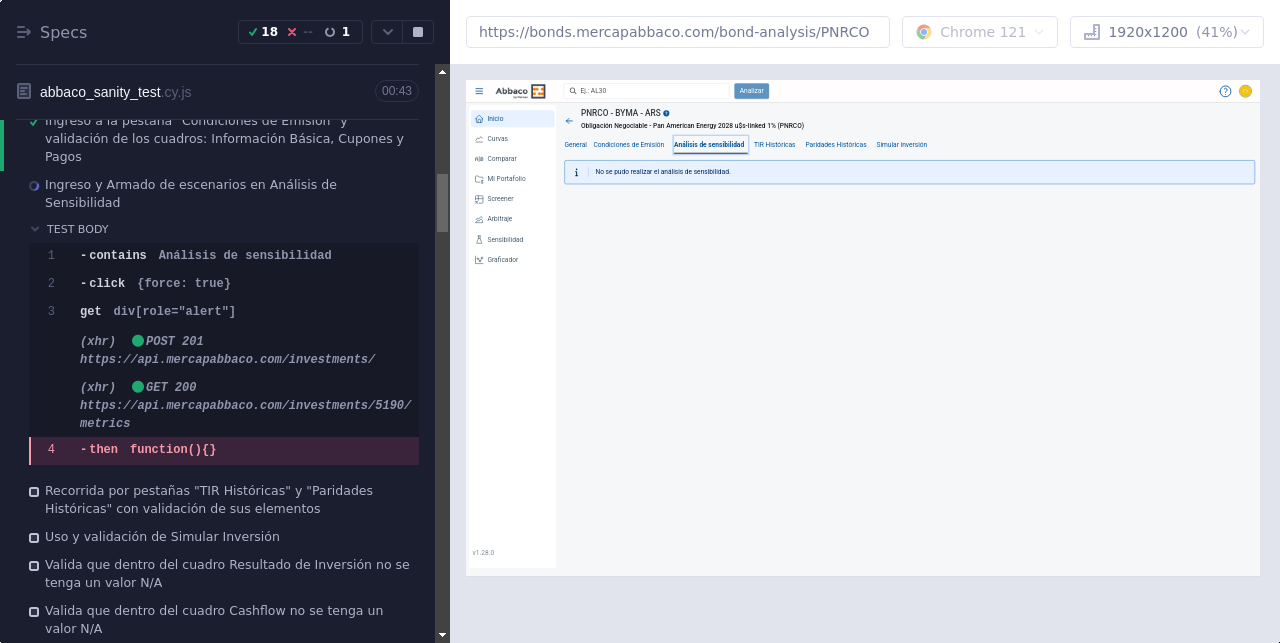 Specs
18
--
1
https://bonds.mercapabbaco.com/bond-analysis/PNRCO
Chrome 121
1920x1200 (41%)
abbaco_sanity_test.cy.js
00:43
Ingreso a la pestaña "Condiciones de Emisión" y
validación de los cuadros: Información Básica, Cupones y
Pagos
Ingreso y Armado de escenarios en Análisis de
Sensibilidad
TEST BODY
1 -contains Análisis de sensibilidad
2 -click {force: true}
3 get div[role="alert"]
(xhr) POST 201
https://api.mercapabbaco.com/investments/
(xhr) GET 200
https://api.mercapabbaco.com/investments/5190/
metrics
4 -then function(){}
Recorrida por pestañas "TIR Históricas" y "Paridades
Históricas" con validación de sus elementos
Uso y validación de Simular Inversión
Valida que dentro del cuadro Resultado de Inversión no se
tenga un valor N/A
Valida que dentro del cuadro Cashflow no se tenga un
valor N/A
Abbaco
Ej.: AL30
Analizar
?
Inicio
Curvas
Comparar
Mi Portafolio
Screener
Arbitraje
Sensibilidad
Graficador
v1.28.0
PNRCO - BYMA - ARS
Obligación Negociable - Pan American Energy 2028 u$s-linked 1% (PNRCO)
General Condiciones de Emisión Análisis de sensibilidad TIR Históricas Paridades Históricas Simular inversión
No se pudo realizar el análisis de sensibilidad.